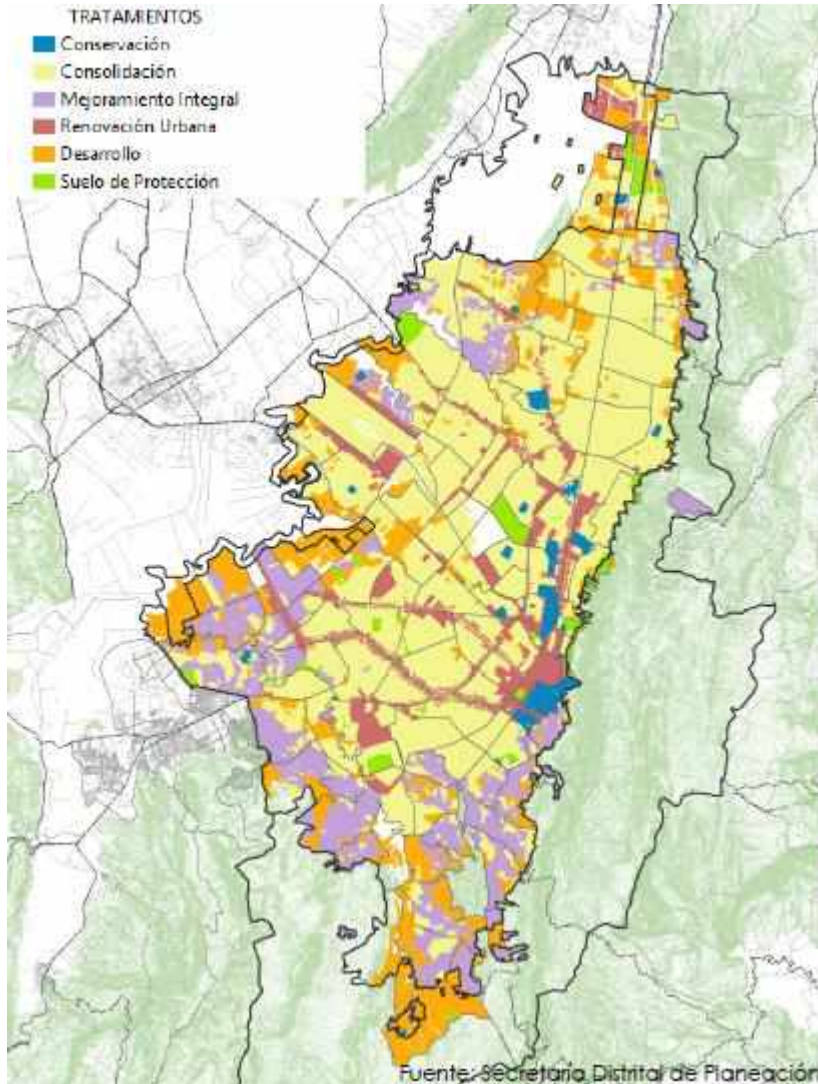 TRATAMIENTOS
Conservación
Consolidación
Mejoramiento Integral
Renovación Urbana
Desarrollo
Suelo de Protección
Fuente: Secretaría Distrital de Planeación